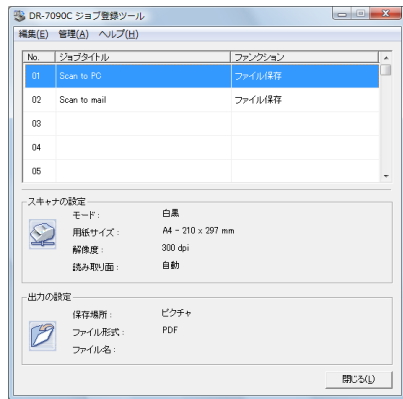 DR-7090C ジョブ登録ツール
編集(E) 管理(A) ヘルプ(H)
No. ジョブタイトル ファンクション
01 Scan to PC ファイル保存
02 Scan to mail ファイル保存
03
04
05
スキャナの設定
モード: 白黒
用紙サイズ: A4 - 210 x 297 mm
解像度: 300 dpi
読み取り面: 自動
出力の設定
保存場所: ピクチャ
ファイル形式: PDF
ファイル名:
閉じる(L)